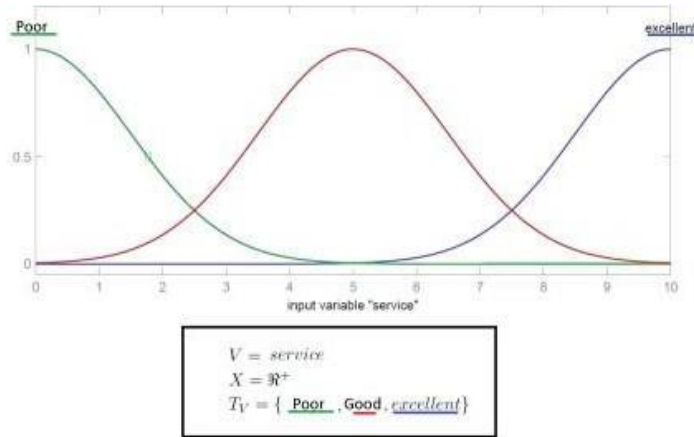 Poor excellent
1
0.5
0
0 1 2 3 4 5 6 7 8 9 10
input variable "service"
V = service
X = ℜ⁺
T_V = { Poor , Good , excellent }